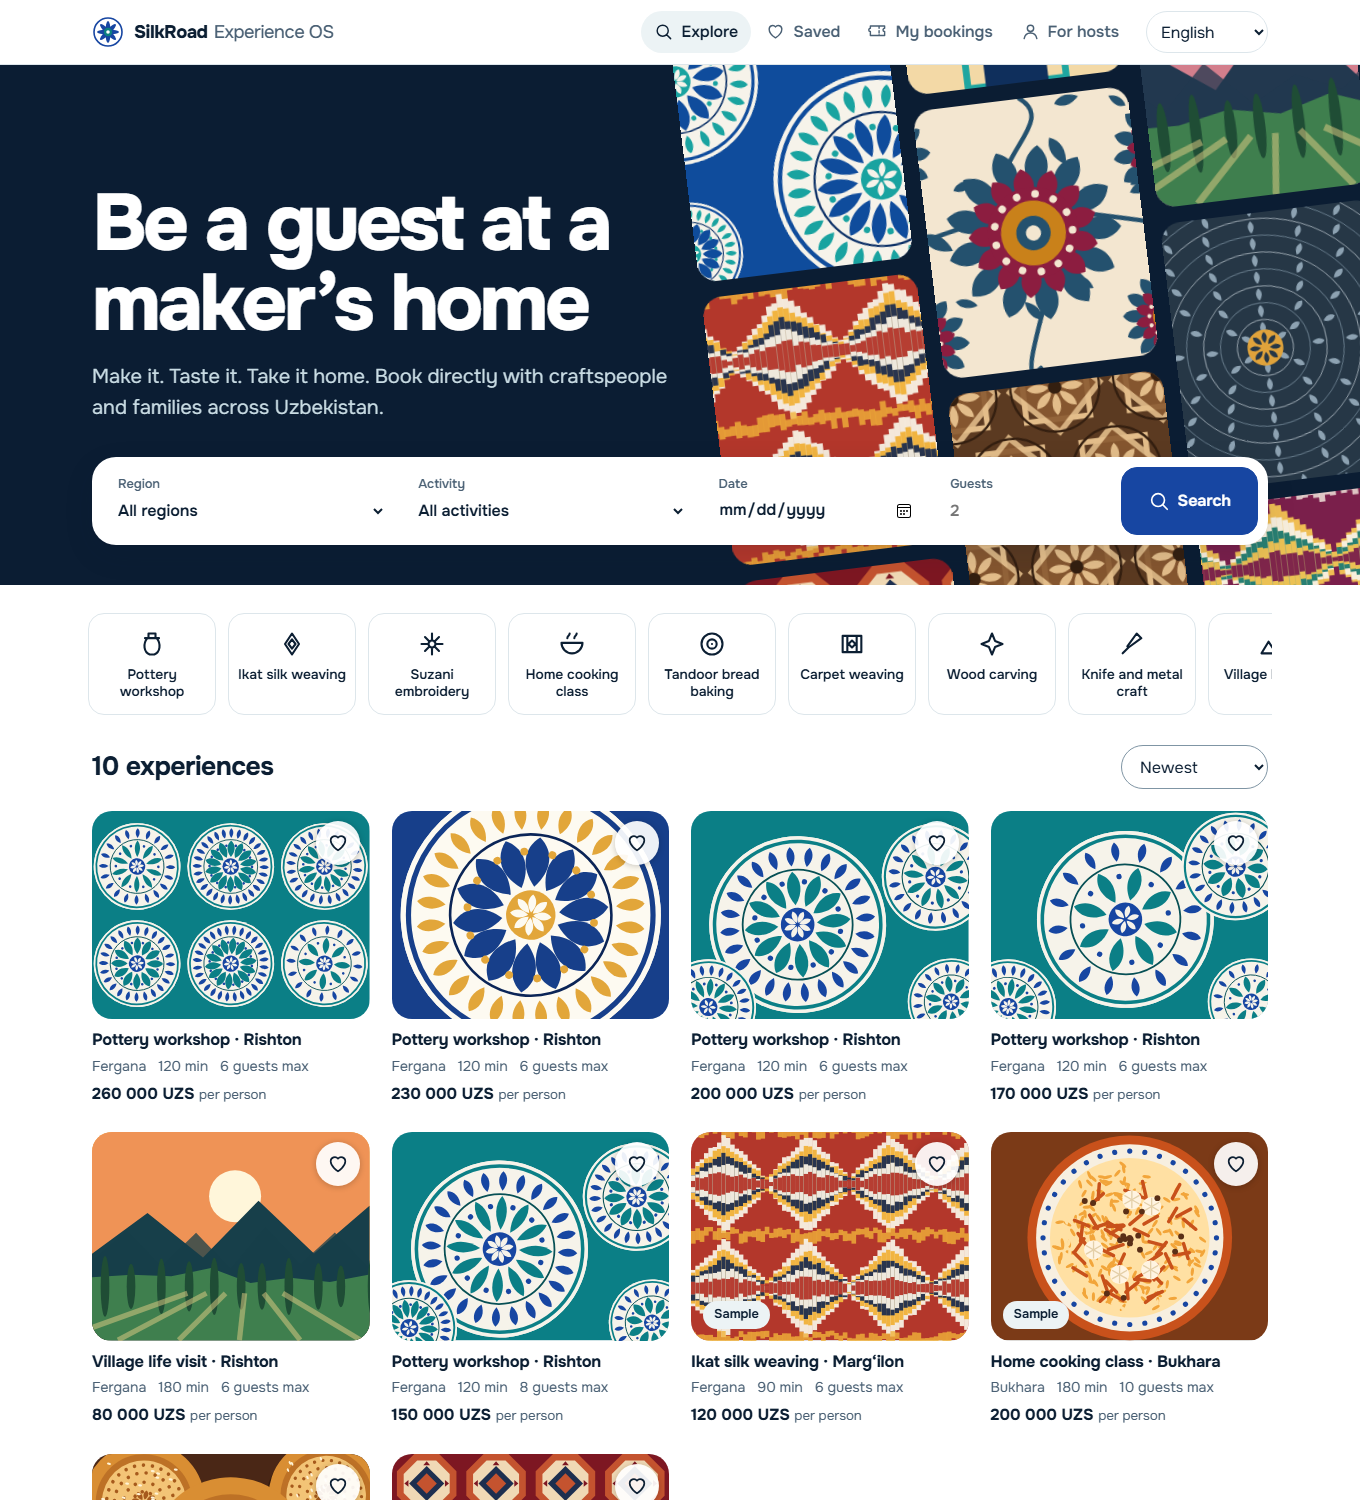 SilkRoad Experience OS
Explore
Saved
My bookings
For hosts
English
Be a guest at a
maker’s home
Make it. Taste it. Take it home. Book directly with craftspeople
and families across Uzbekistan.
Region
Activity
Date
Guests
All regions
All activities
mm/dd/yyyy
2
Search
Pottery
workshop
Ikat silk weaving
Suzani
embroidery
Home cooking
class
Tandoor bread
baking
Carpet weaving
Wood carving
Knife and metal
craft
Village
10 experiences
Newest
Pottery workshop · Rishton
Fergana 120 min 6 guests max
260 000 UZS per person
Pottery workshop · Rishton
Fergana 120 min 6 guests max
230 000 UZS per person
Pottery workshop · Rishton
Fergana 120 min 6 guests max
200 000 UZS per person
Pottery workshop · Rishton
Fergana 120 min 6 guests max
170 000 UZS per person
Village life visit · Rishton
Fergana 180 min 6 guests max
80 000 UZS per person
Pottery workshop · Rishton
Fergana 120 min 8 guests max
150 000 UZS per person
Sample
Ikat silk weaving · Marg‘ilon
Fergana 90 min 6 guests max
120 000 UZS per person
Sample
Home cooking class · Bukhara
Bukhara 180 min 10 guests max
200 000 UZS per person